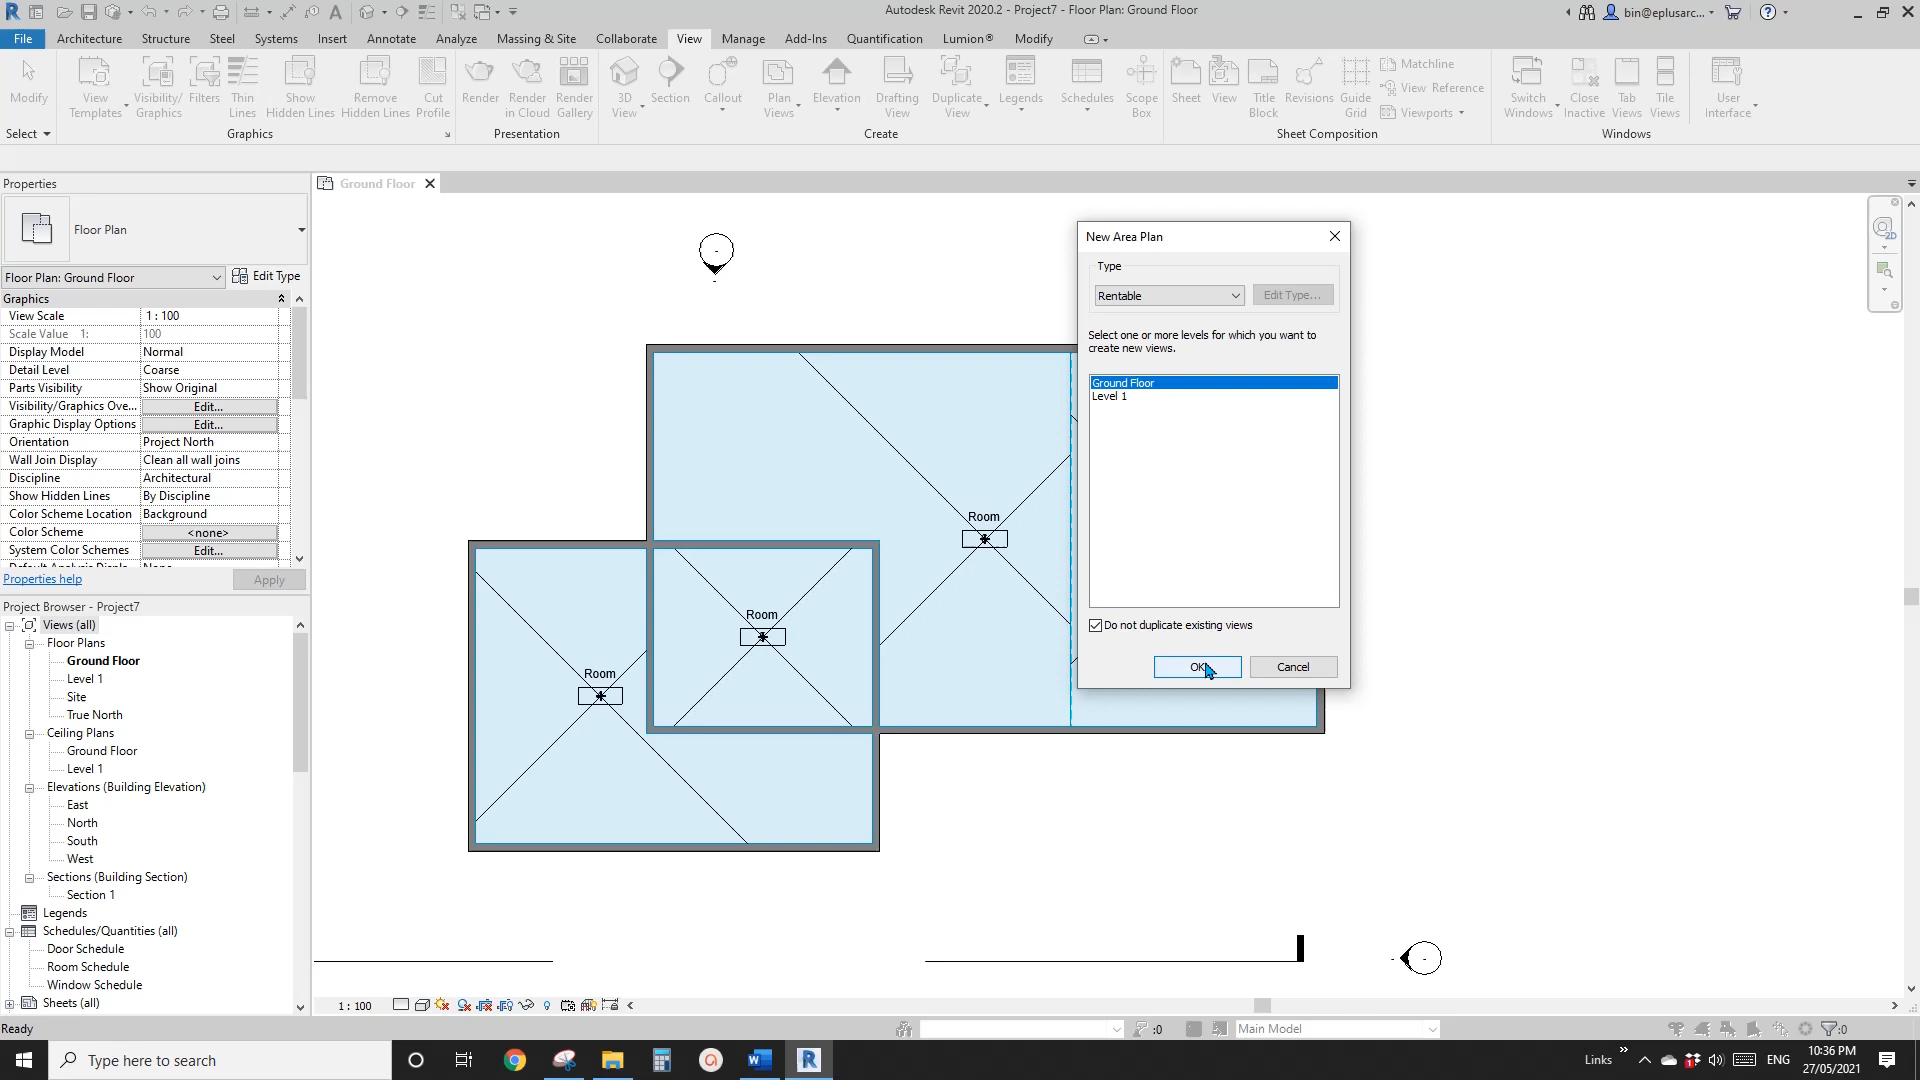 Autodesk Revit 2020.2 - Project7 - Floor Plan: Ground Floor
bin@eplusarc...
File Architecture Structure Steel Systems Insert Annotate Analyze Massing & Site Collaborate View Manage Add-Ins Quantification Lumion® Modify
Modify
View Templates
Visibility/ Graphics
Filters
Thin Lines
Show Hidden Lines
Remove Hidden Lines
Cut Profile
Render
Render in Cloud
Render Gallery
3D View
Section
Callout
Plan Views
Elevation
Drafting View
Duplicate View
Legends
Schedules
Scope Box
Sheet
View
Title Block
Revisions
Guide Grid
Matchline
View Reference
Viewports
Switch Windows
Close Inactive
Tab Views
Tile Views
User Interface
Select Graphics Presentation Create Sheet Composition Windows
Properties
Ground Floor
Floor Plan
Floor Plan: Ground Floor Edit Type
Graphics
View Scale 1 : 100
Scale Value 1: 100
Display Model Normal
Detail Level Coarse
Parts Visibility Show Original
Visibility/Graphics Ove... Edit...
Graphic Display Options Edit...
Orientation Project North
Wall Join Display Clean all wall joins
Discipline Architectural
Show Hidden Lines By Discipline
Color Scheme Location Background
Color Scheme <none>
System Color Schemes Edit...
Properties help Apply
Project Browser - Project7
Views (all)
Floor Plans
Ground Floor
Level 1
Site
True North
Ceiling Plans
Ground Floor
Level 1
Elevations (Building Elevation)
East
North
South
West
Sections (Building Section)
Section 1
Legends
Schedules/Quantities (all)
Door Schedule
Room Schedule
Window Schedule
Sheets (all)
Room
Room
Room
New Area Plan
Type
Rentable Edit Type...
Select one or more levels for which you want to
create new views.
Ground Floor
Level 1
Do not duplicate existing views
OK Cancel
2D
1 : 100
Ready
:0
Main Model
:0
Type here to search
Links
ENG
10:36 PM
27/05/2021